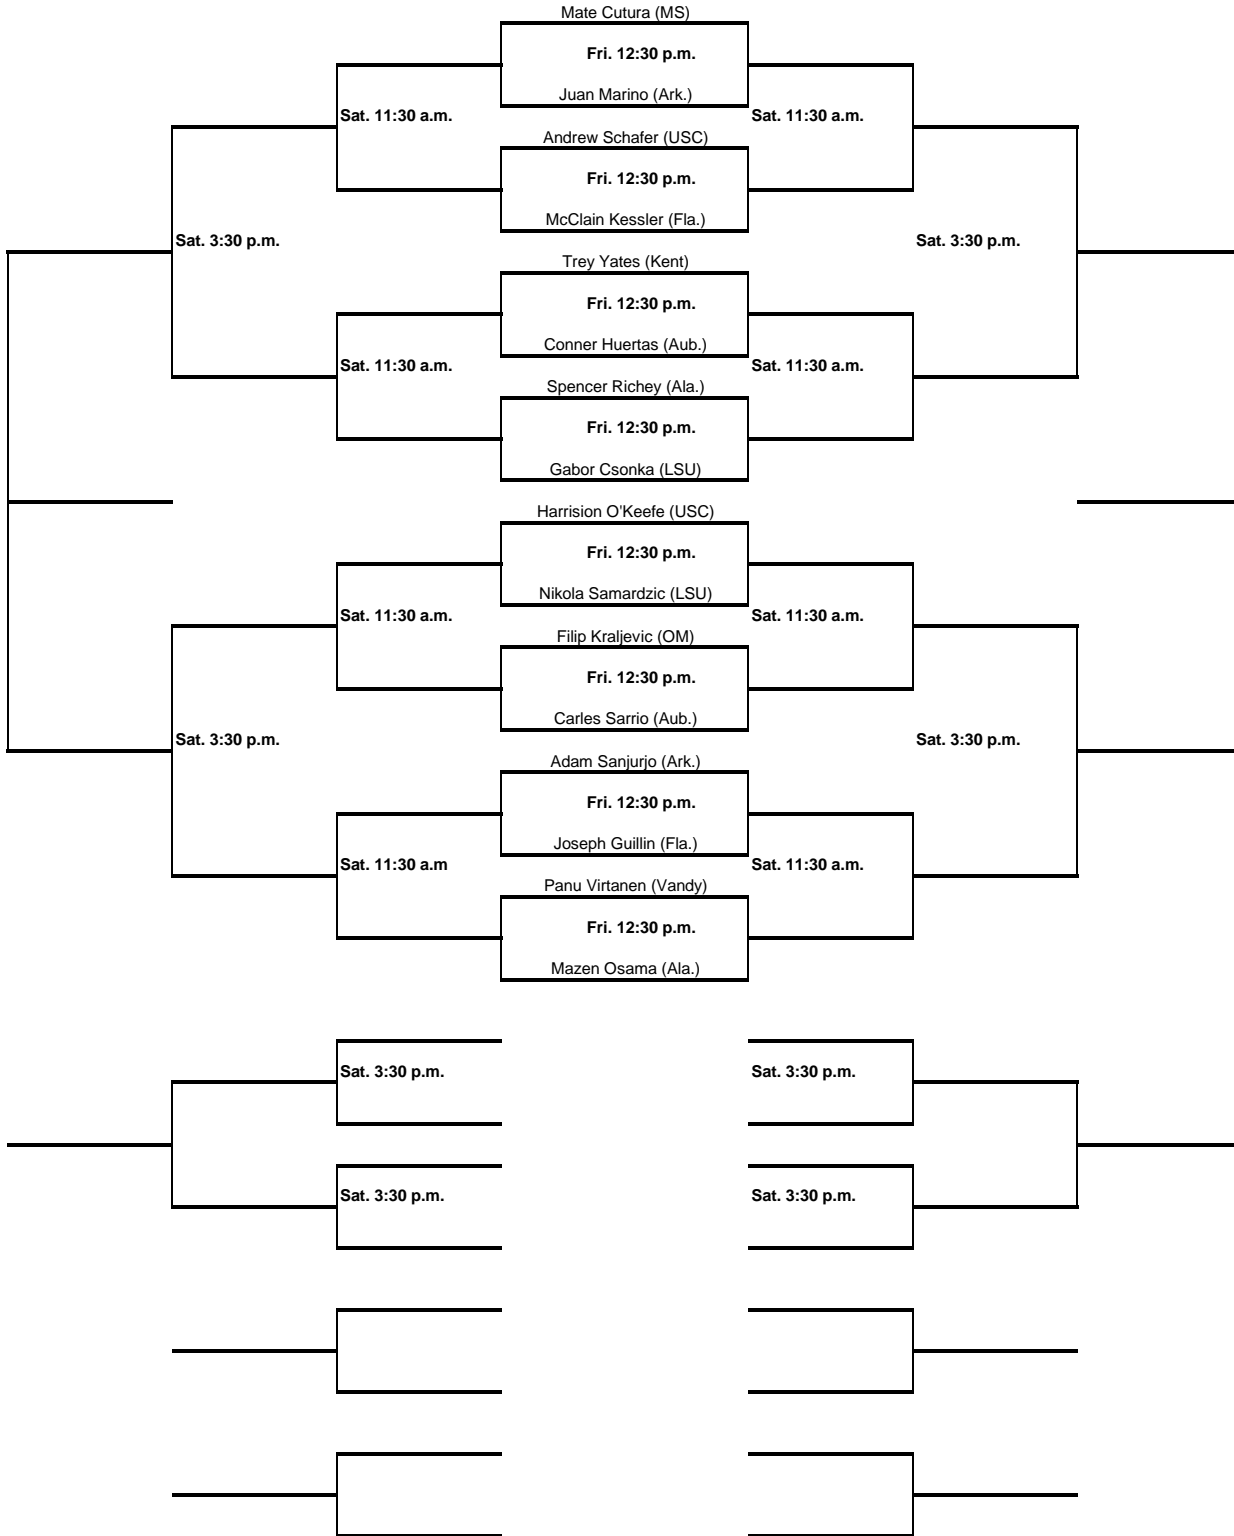 Mate Cutura (MS)
Fri. 12:30 p.m.
Juan Marino (Ark.)
Sat. 11:30 a.m.
Sat. 11:30 a.m.
Andrew Schafer (USC)
Fri. 12:30 p.m.
McClain Kessler (Fla.)
Sat. 3:30 p.m.
Sat. 3:30 p.m.
Trey Yates (Kent)
Fri. 12:30 p.m.
Conner Huertas (Aub.)
Sat. 11:30 a.m.
Sat. 11:30 a.m.
Spencer Richey (Ala.)
Fri. 12:30 p.m.
Gabor Csonka (LSU)
Harrision O'Keefe (USC)
Fri. 12:30 p.m.
Nikola Samardzic (LSU)
Sat. 11:30 a.m.
Sat. 11:30 a.m.
Filip Kraljevic (OM)
Fri. 12:30 p.m.
Carles Sarrio (Aub.)
Sat. 3:30 p.m.
Sat. 3:30 p.m.
Adam Sanjurjo (Ark.)
Fri. 12:30 p.m.
Joseph Guillin (Fla.)
Sat. 11:30 a.m
Sat. 11:30 a.m.
Panu Virtanen (Vandy)
Fri. 12:30 p.m.
Mazen Osama (Ala.)
Sat. 3:30 p.m.
Sat. 3:30 p.m.
Sat. 3:30 p.m.
Sat. 3:30 p.m.